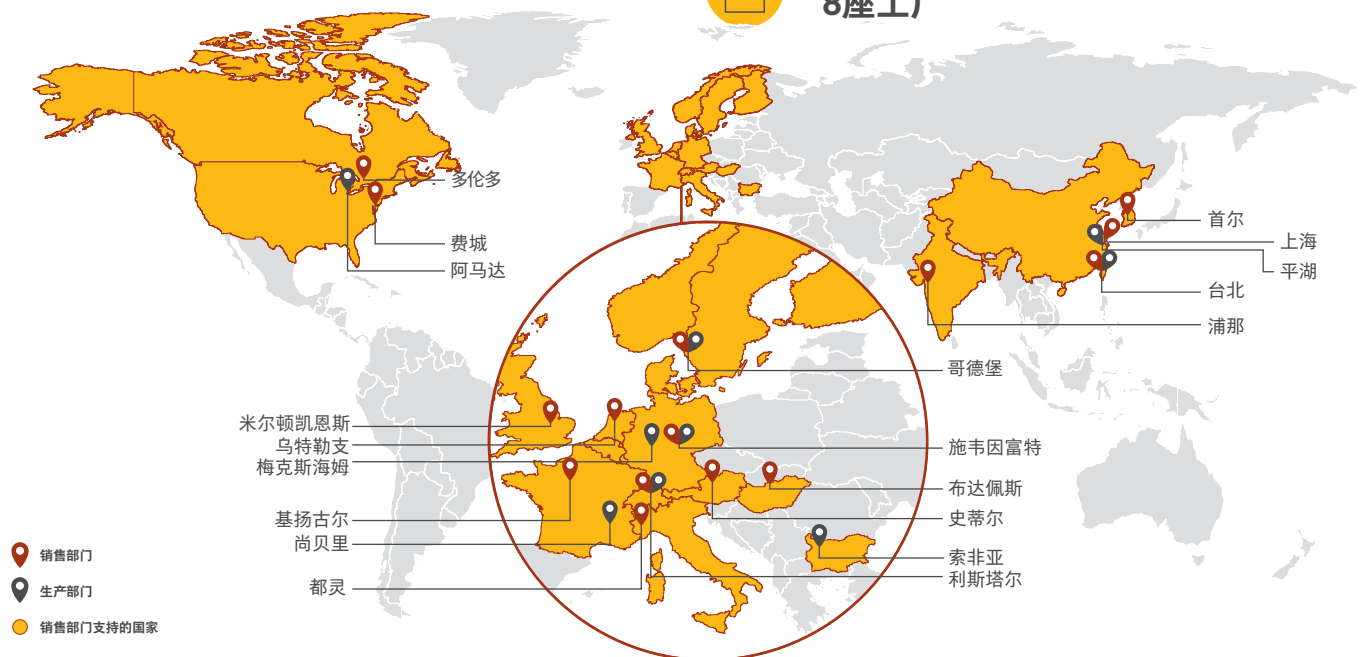 8座工厂
多伦多
费城
阿马达
首尔
上海
平湖
台北
浦那
哥德堡
米尔顿凯恩斯
乌特勒支
梅克斯海姆
施韦因富特
布达佩斯
基扬古尔
史蒂尔
尚贝里
索非亚
利斯塔尔
都灵
销售部门
生产部门
销售部门支持的国家